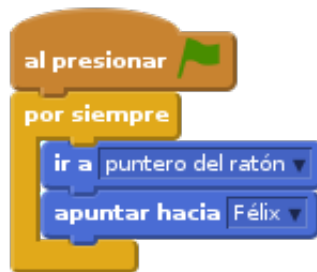 al presionar
por siempre
ir a puntero del ratón
apuntar hacia Félix